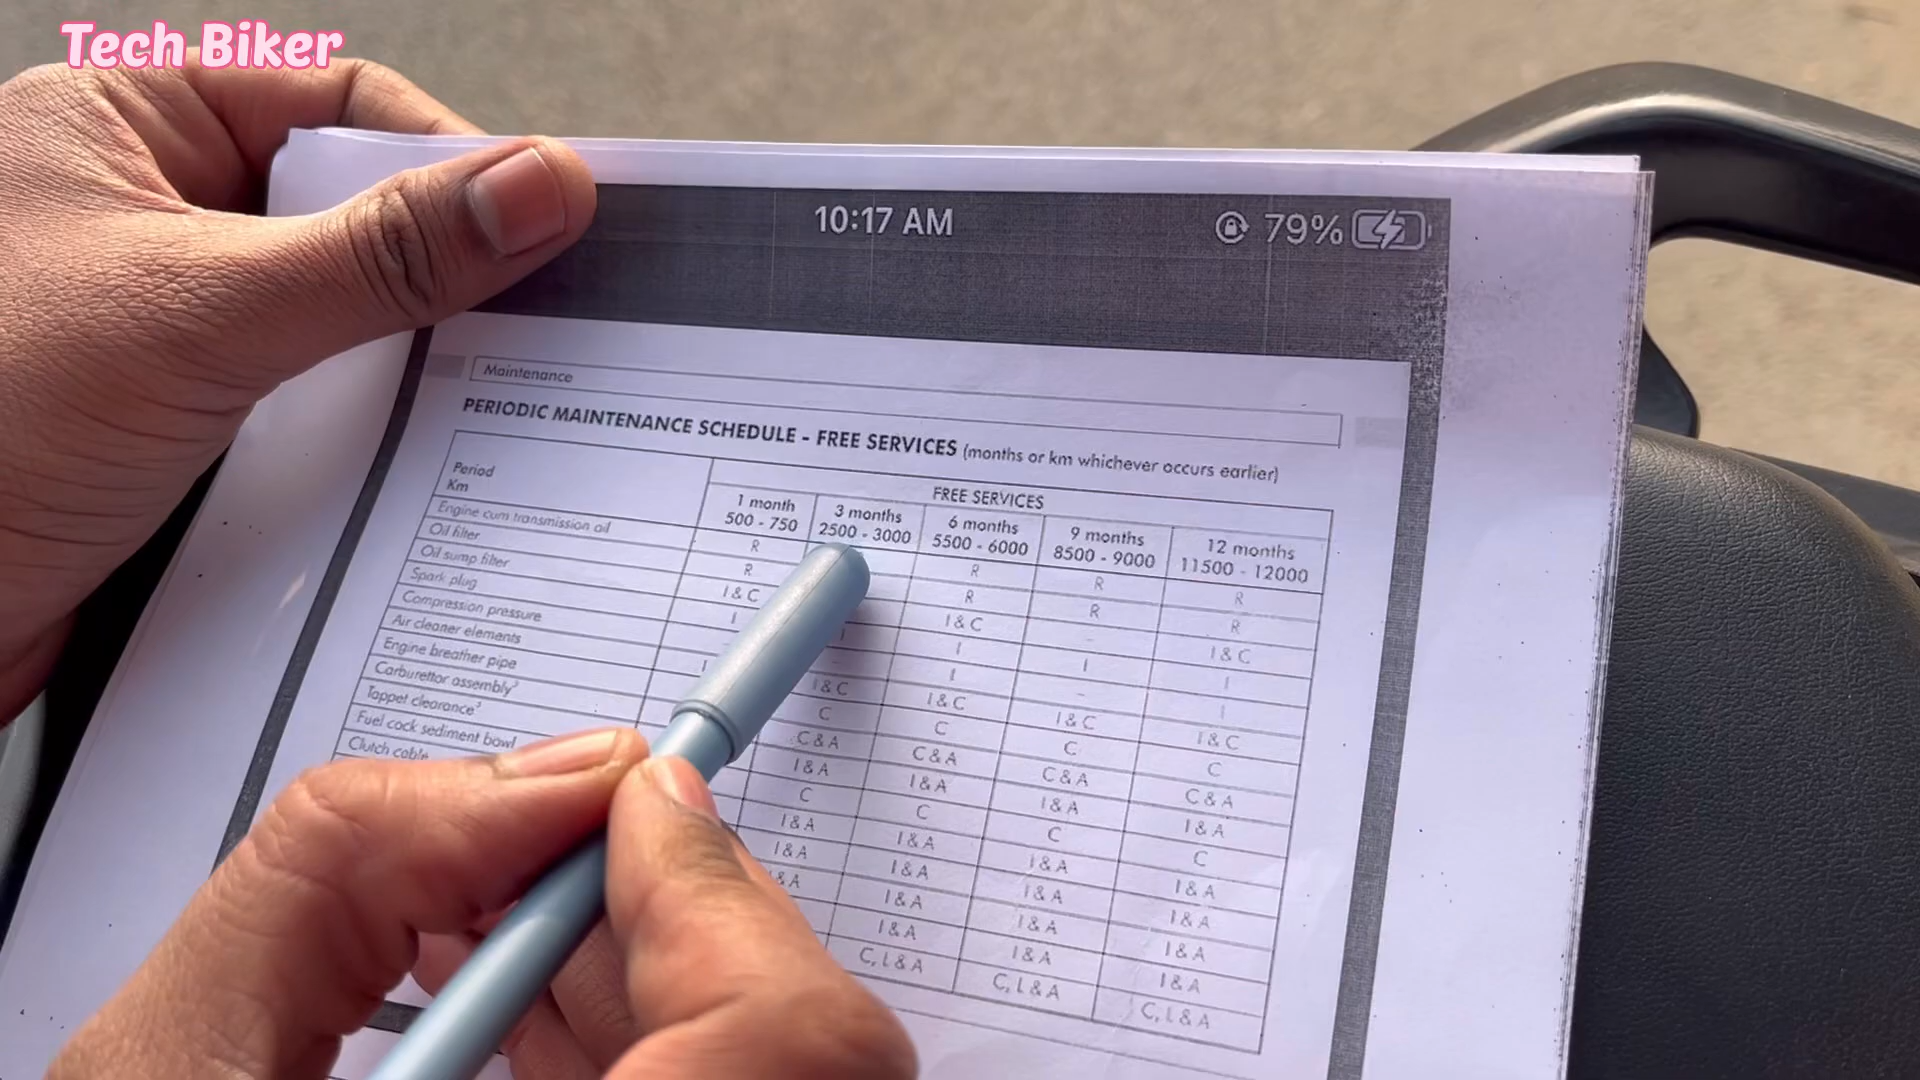 Tech Biker
10:17 AM 79%
Maintenance
PERIODIC MAINTENANCE SCHEDULE - FREE SERVICES (months or km whichever occurs earlier)
Period
Km
FREE SERVICES
1 month 3 months 6 months 9 months 12 months
500 - 750 2500 - 3000 5500 - 6000 8500 - 9000 11500 - 12000
Engine cum transmission oil R R R R
Oil filter R R R R
Oil sump filter I & C I & C I & C
Spark plug I I I I I
Compression pressure - I - I
Air cleaner elements I I & C I & C I & C I & C
Engine breather pipe C C C C
Carburettor assembly³ C & A C & A C & A C & A
Tappet clearance³ I & A I & A I & A I & A
Fuel cock sediment bowl C C C C
Clutch cable I & A I & A I & A I & A
I & A I & A I & A I & A
& A I & A I & A I & A
I & A I & A I & A
C, L & A C, L & A C, L & A